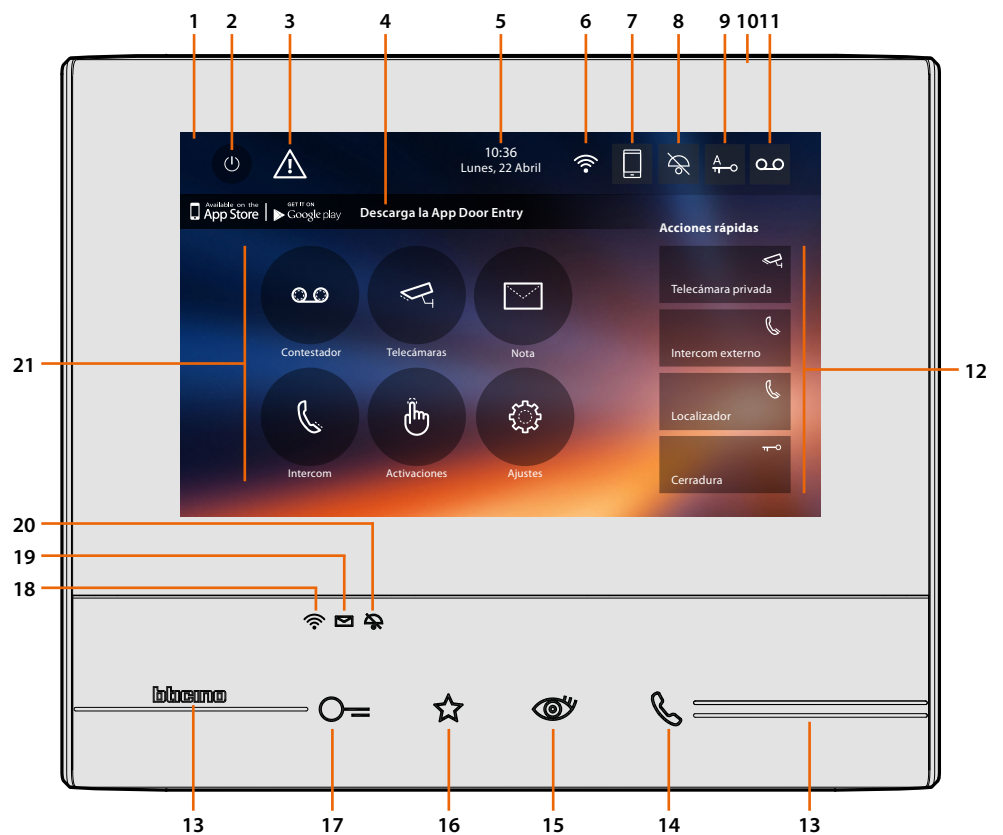 1 2 3 4 5 6 7 8 9 10 11
10:36
Lunes, 22 Abril
A
Available on the
App Store
GET IT ON
Google play
Descarga la App Door Entry
Acciones rápidas
Telecámara privada
Contestador Telecámaras Nota
Intercom externo
21 12
Localizador
Intercom Activaciones Ajustes
Cerradura
20
19
18
bticino
13 17 16 15 14 13